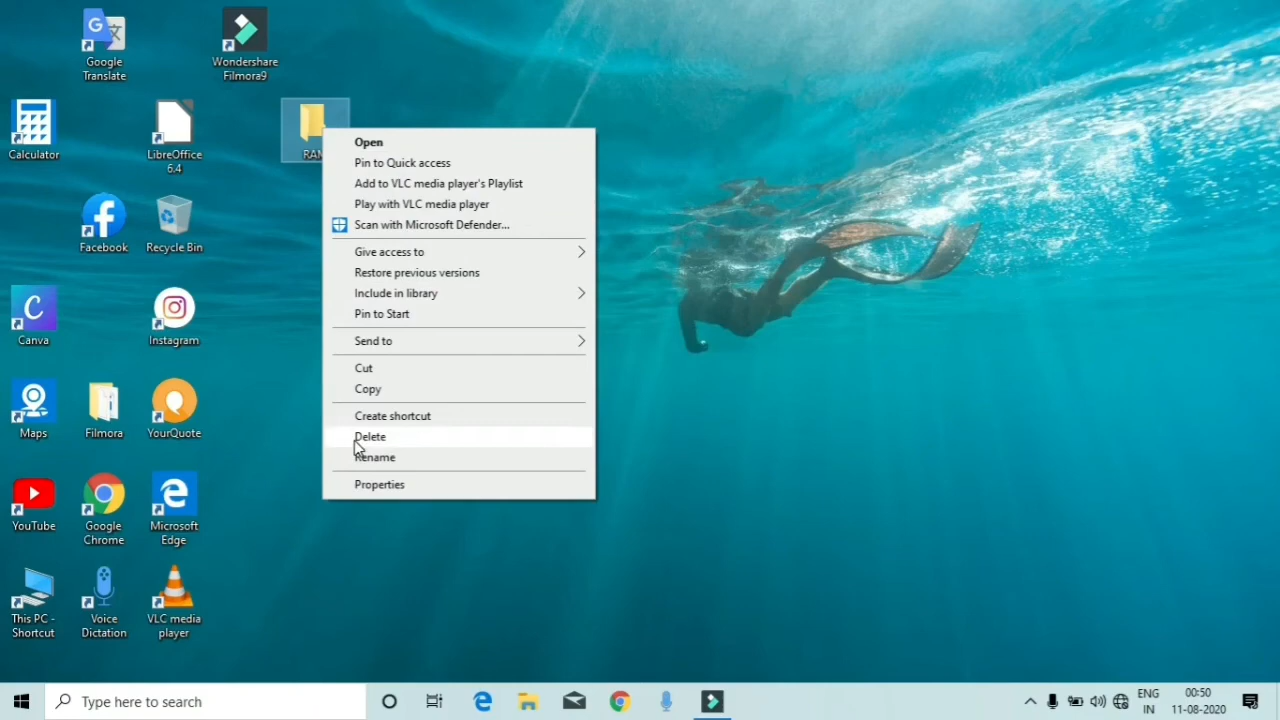 Google
Translate
Wondershare
Filmora9
Calculator
LibreOffice
6.4
RAM
Facebook
Recycle Bin
Canva
Instagram
Maps
Filmora
YourQuote
YouTube
Google
Chrome
Microsoft
Edge
This PC -
Shortcut
Voice
Dictation
VLC media
player
Open
Pin to Quick access
Add to VLC media player's Playlist
Play with VLC media player
Scan with Microsoft Defender...
Give access to
Restore previous versions
Include in library
Pin to Start
Send to
Cut
Copy
Create shortcut
Delete
Rename
Properties
Type here to search
ENG
IN
00:50
11-08-2020